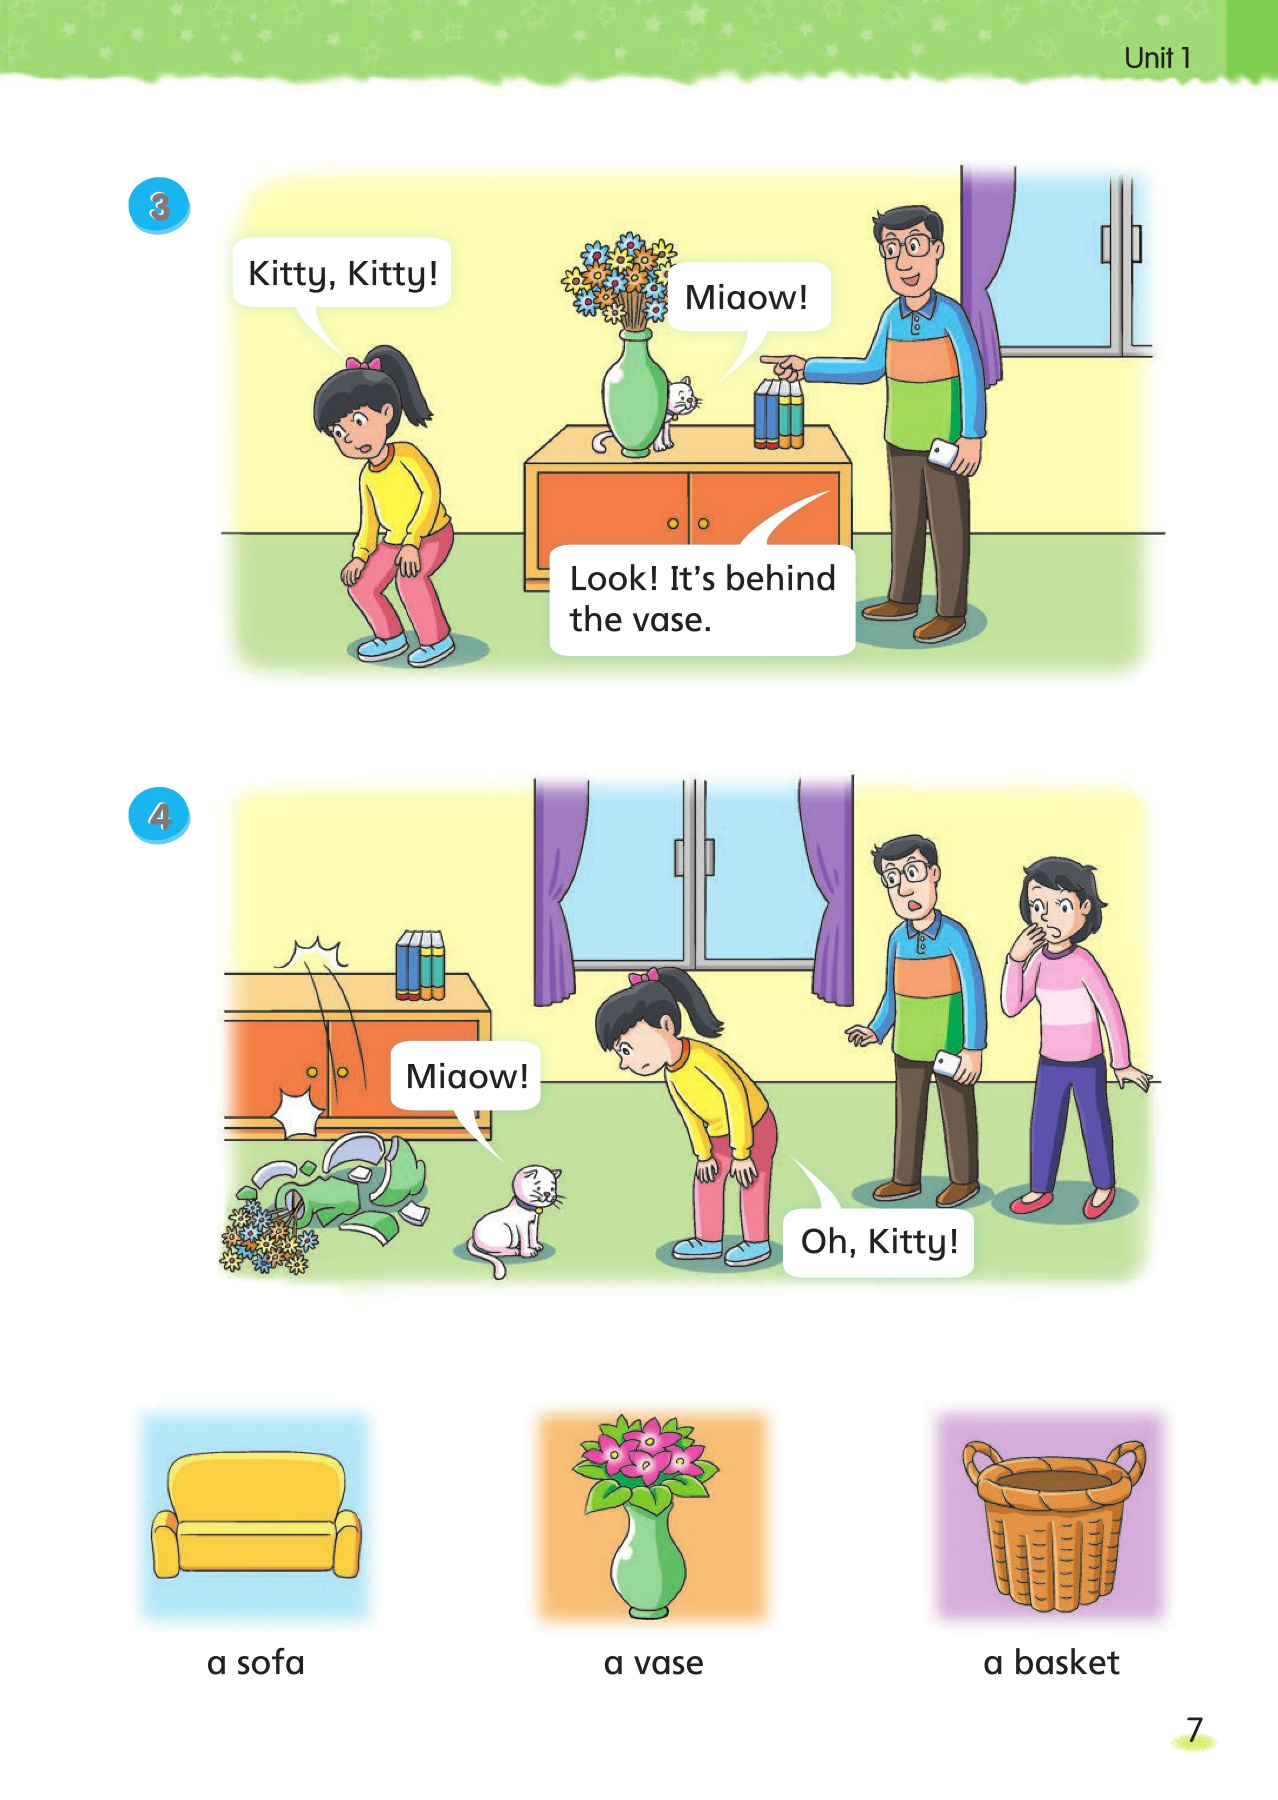 Unit 1
3
Kitty, Kitty!
Miaow!
Look! It's behind
the vase.
4
Miaow!
Oh, Kitty!
a sofa
a vase
a basket
7